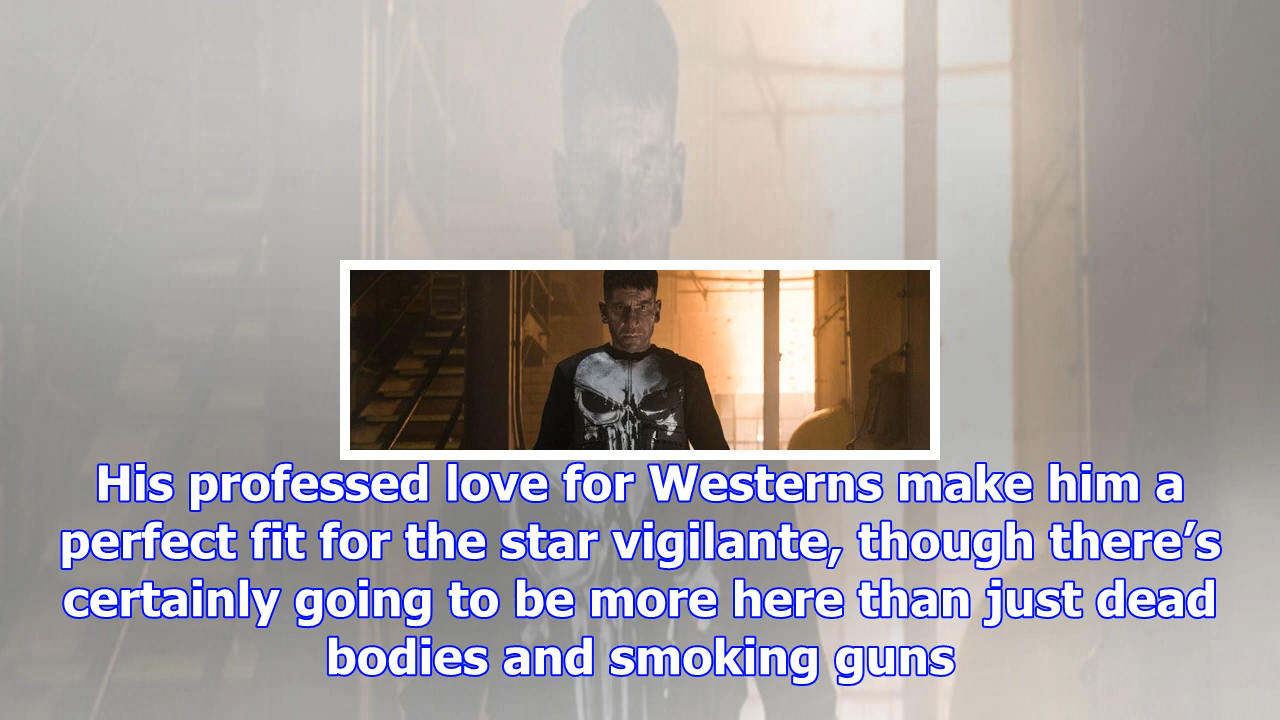 His professed love for Westerns make him a
perfect fit for the star vigilante, though there’s
certainly going to be more here than just dead
bodies and smoking guns